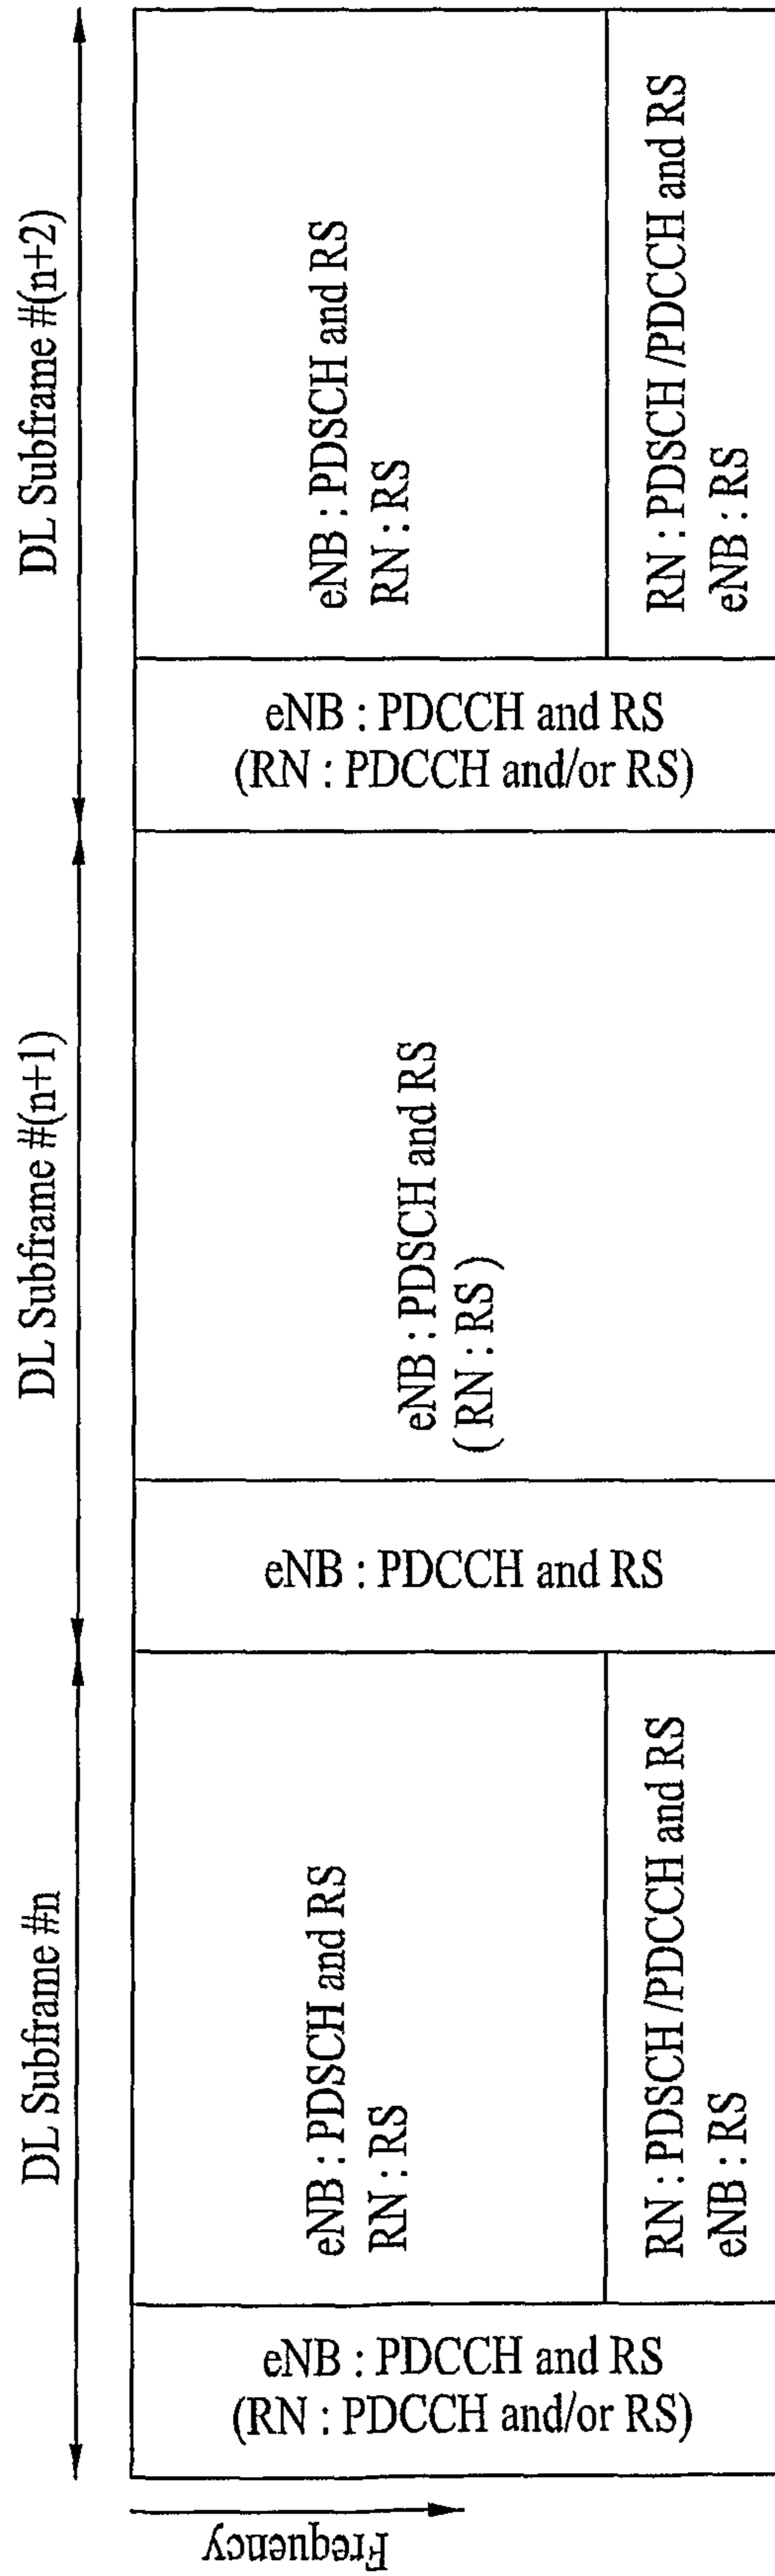 DL Subframe #n
DL Subframe #(n+1)
DL Subframe #(n+2)
Frequency
eNB : PDCCH and RS
(RN : PDCCH and/or RS)
eNB : PDSCH and RS
RN : RS
RN : PDSCH /PDCCH and RS
eNB : RS
eNB : PDCCH and RS
eNB : PDSCH and RS
( RN : RS )
eNB : PDCCH and RS
(RN : PDCCH and/or RS)
eNB : PDSCH and RS
RN : RS
RN : PDSCH /PDCCH and RS
eNB : RS